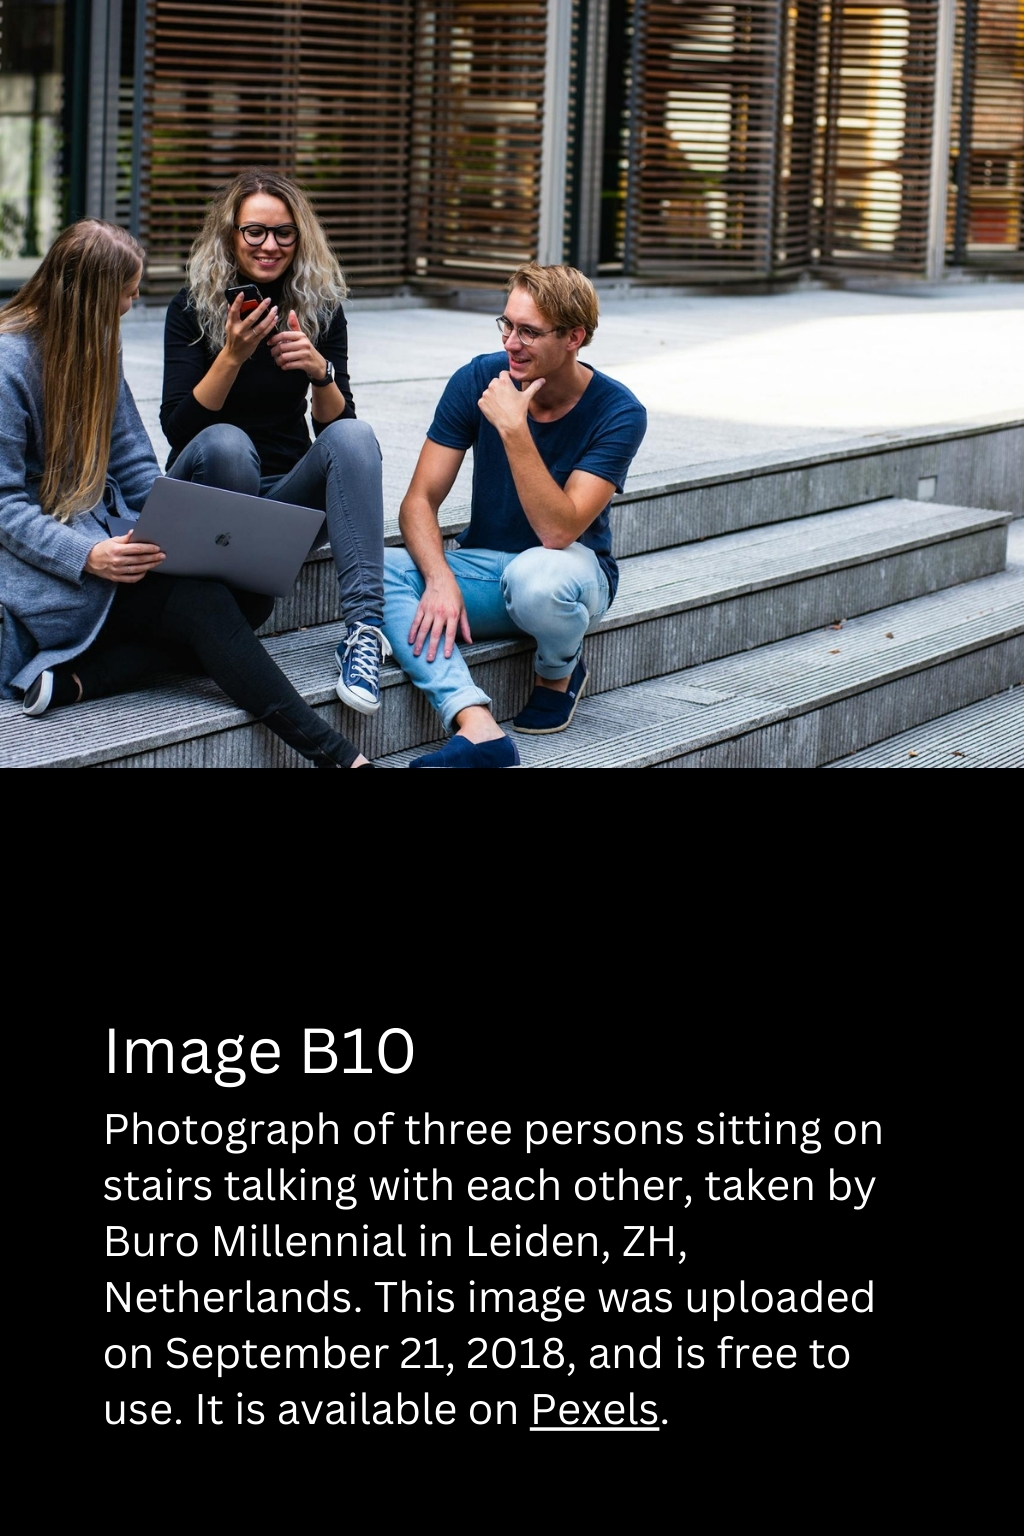 Image B10
Photograph of three persons sitting on
stairs talking with each other, taken by
Buro Millennial in Leiden, ZH,
Netherlands. This image was uploaded
on September 21, 2018, and is free to
use. It is available on Pexels.